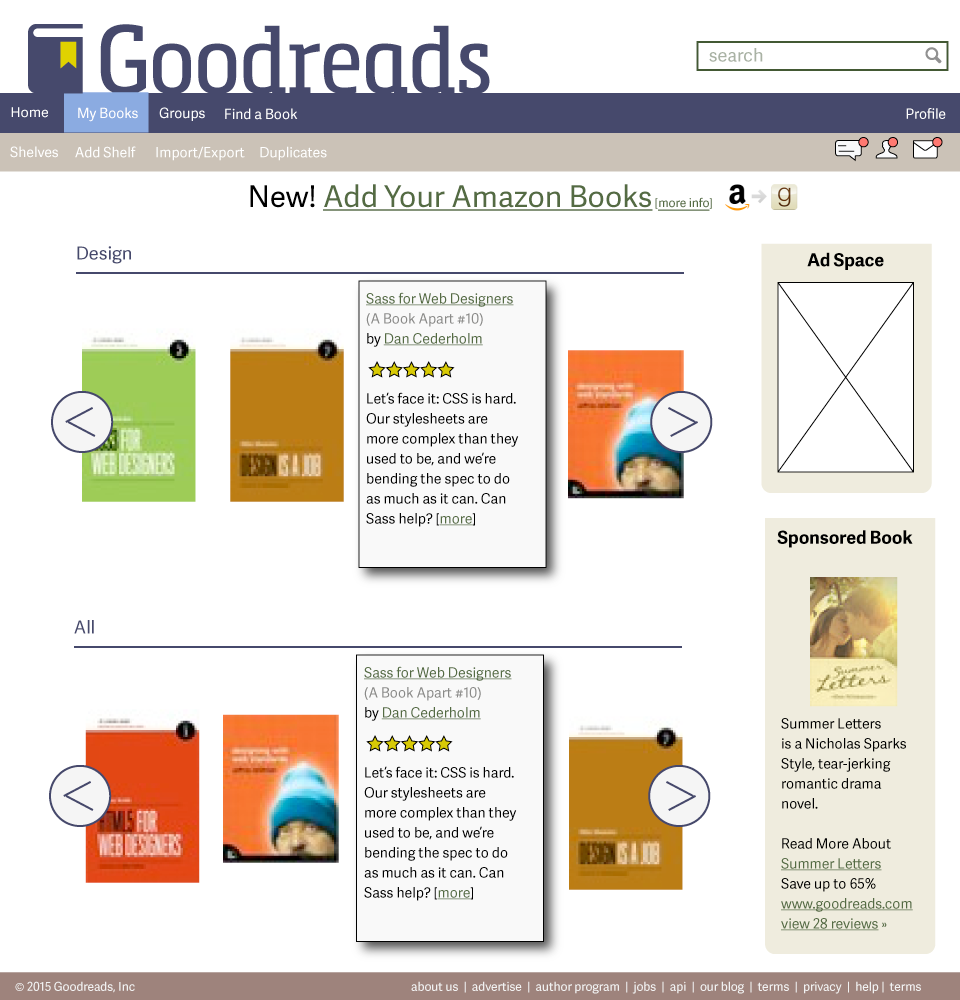 Goodreads
search
Home My Books Groups Find a Book Profile
Shelves Add Shelf Import/Export Duplicates
New! Add Your Amazon Books [more info] a g
Design
FOR
WEB DESIGNERS
DESIGN IS A JOB
designing with
web standards
Sass for Web Designers
(A Book Apart #10)
by Dan Cederholm
Let's face it: CSS is hard.
Our stylesheets are
more complex than they
used to be, and we're
bending the spec to do
as much as it can. Can
Sass help? [more]
Ad Space
Sponsored Book
Summer
Letters
Summer Letters
is a Nicholas Sparks
Style, tear-jerking
romantic drama
novel.
Read More About
Summer Letters
Save up to 65%
www.goodreads.com
view 28 reviews »
All
HTML5 FOR
WEB DESIGNERS
designing with
web standards
Sass for Web Designers
(A Book Apart #10)
by Dan Cederholm
Let's face it: CSS is hard.
Our stylesheets are
more complex than they
used to be, and we're
bending the spec to do
as much as it can. Can
Sass help? [more]
DESIGN IS A JOB
© 2015 Goodreads, Inc
about us | advertise | author program | jobs | api | our blog | terms | privacy | help | terms